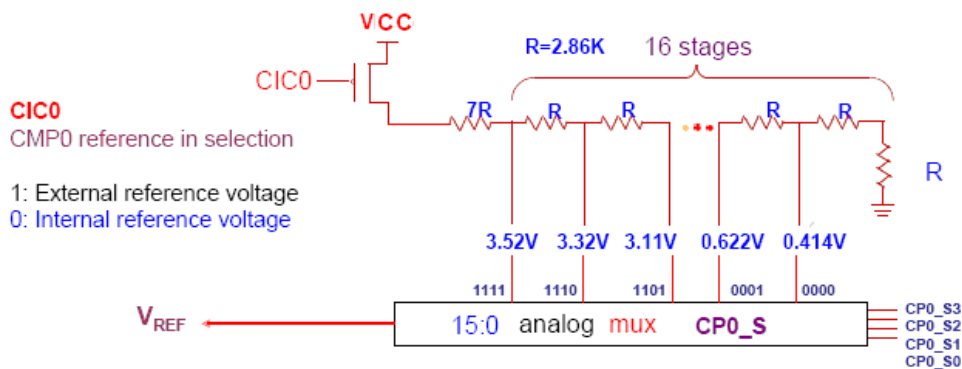 VCC
R=2.86K
16 stages
CIC0
7R
R
R
R
R
CIC0
CMP0 reference in selection
R
1: External reference voltage
0: Internal reference voltage
3.52V
3.32V
3.11V
0.622V
0.414V
1111
1110
1101
0001
0000
VREF
15:0 analog mux CP0_S
CP0_S3
CP0_S2
CP0_S1
CP0_S0